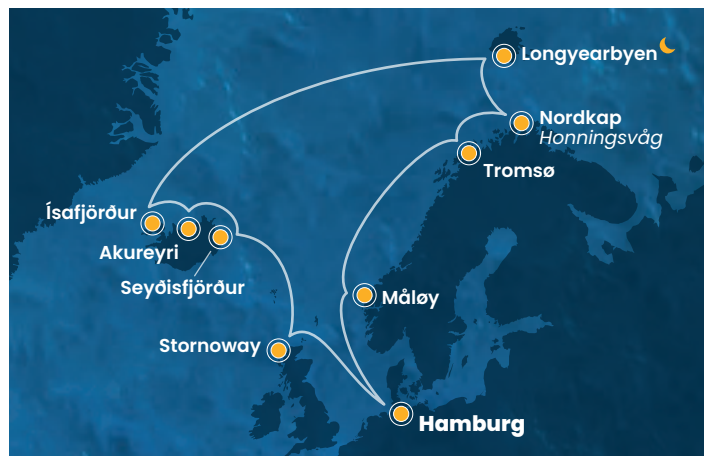 Longyearbyen
Nordkap
Honningsvåg
Tromsø
Ísafjörður
Akureyri
Seyðisfjörður
Måløy
Stornoway
Hamburg